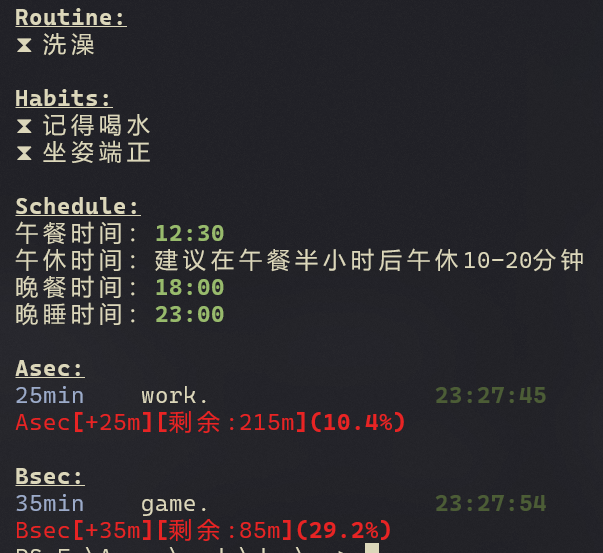 Routine:
⧗ 洗澡
Habits:
⧗ 记得喝水
⧗ 坐姿端正
Schedule:
午餐时间: 12:30
午休时间: 建议在午餐半小时后午休10-20分钟
晚餐时间: 18:00
晚睡时间: 23:00
Asec:
25min work. 23:27:45
Asec[+25m][剩余:215m](10.4%)
Bsec:
35min game. 23:27:54
Bsec[+35m][剩余:85m](29.2%)